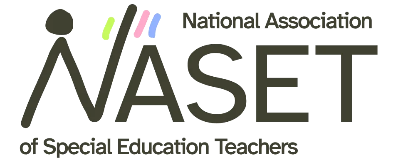 National Association
NASET
of Special Education Teachers